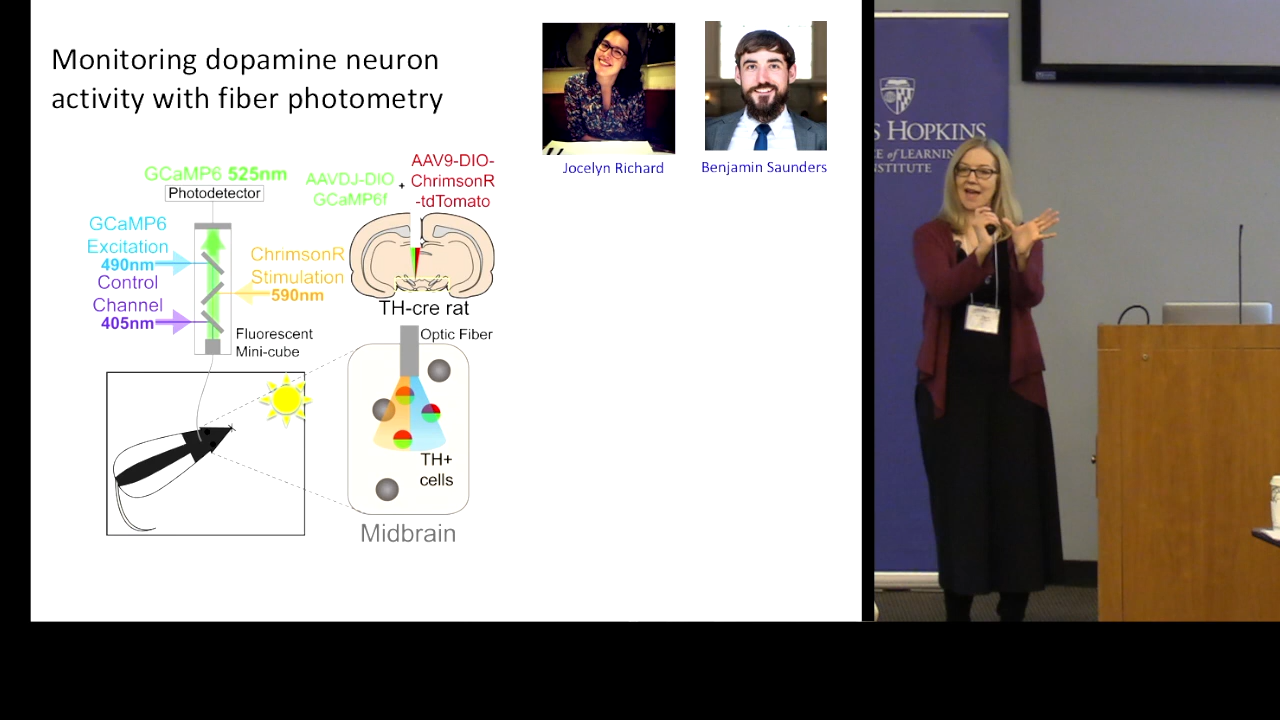 Monitoring dopamine neuron
activity with fiber photometry
Jocelyn Richard
Benjamin Saunders
GCaMP6 525nm
Photodetector
GCaMP6
Excitation
490nm
Control
Channel
405nm
ChrimsonR
Stimulation
590nm
Fluorescent
Mini-cube
AAVDJ-DIO
GCaMP6f
+
AAV9-DIO-
ChrimsonR
-tdTomato
TH-cre rat
Optic Fiber
TH+
cells
Midbrain
S HOPKINS
E of LEARNIN
NSTITUTE